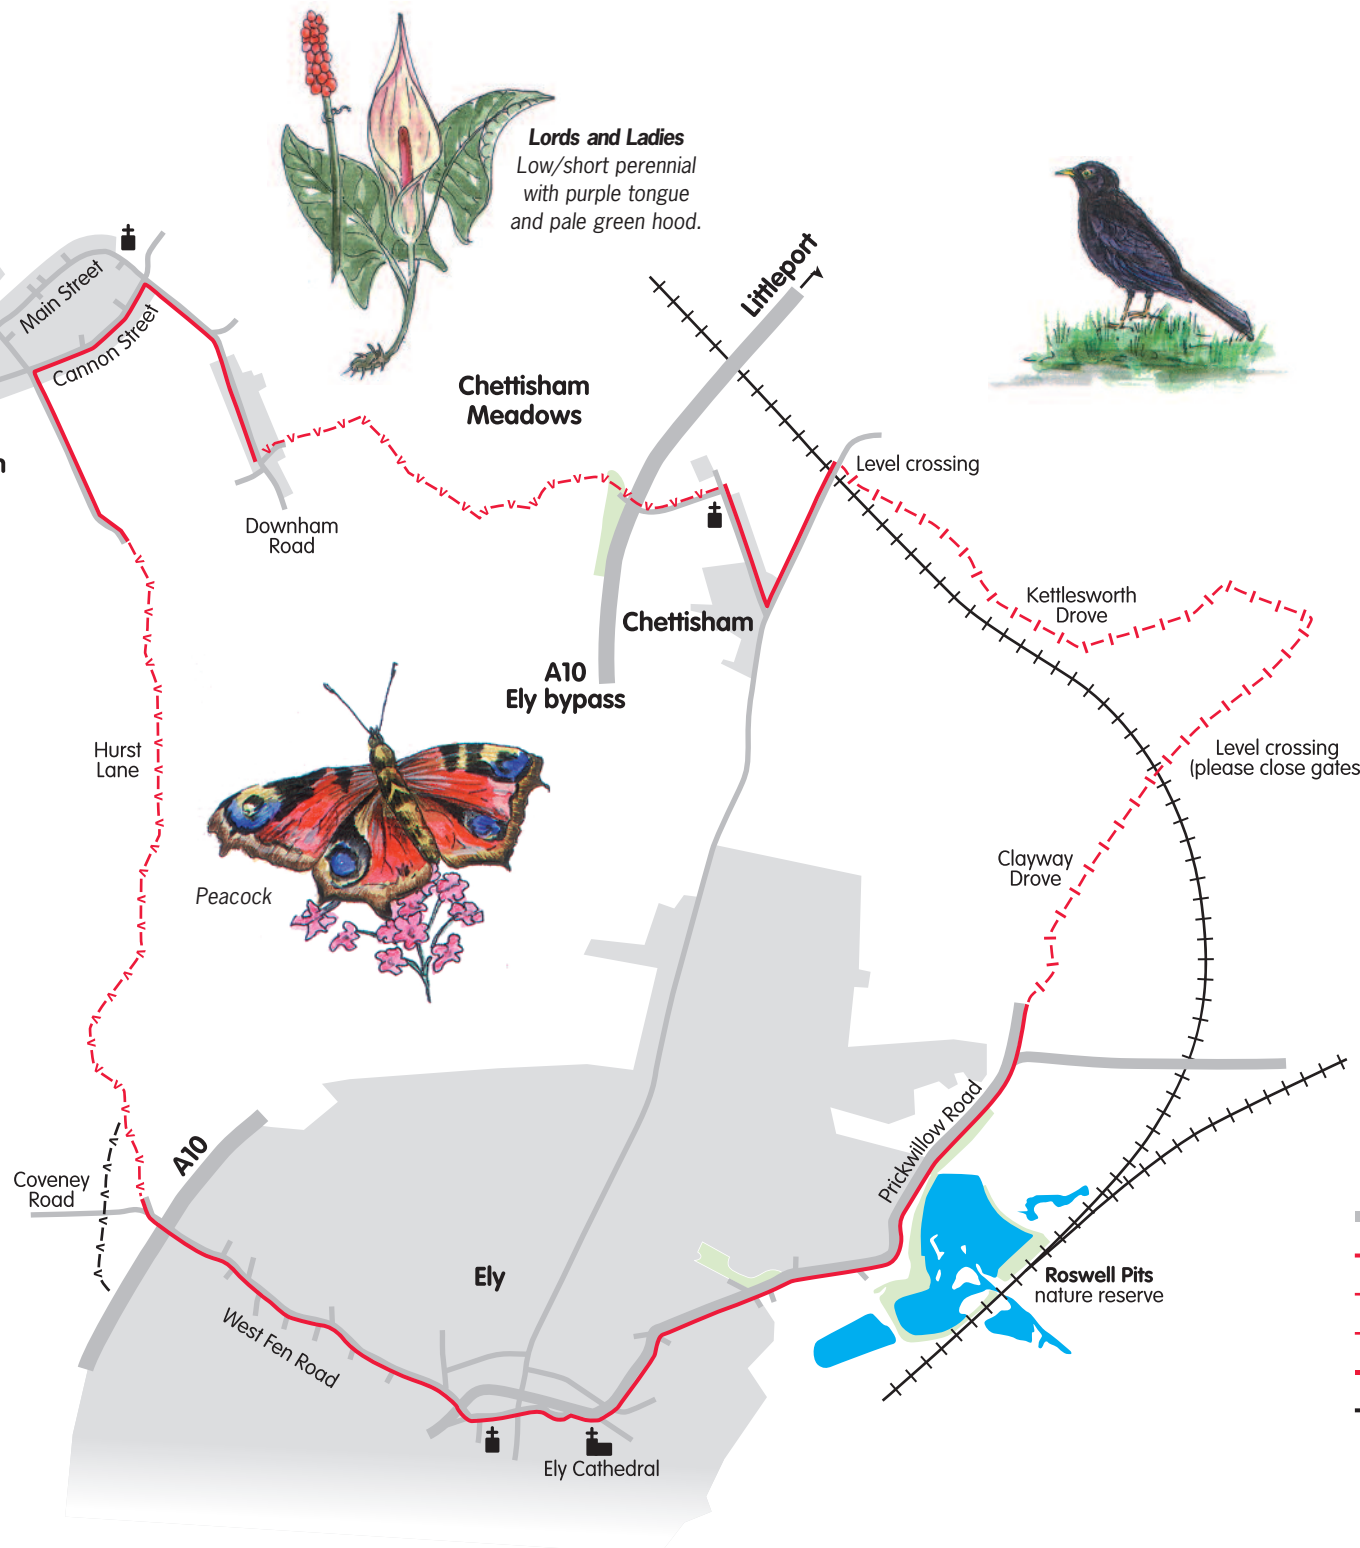 Lords and Ladies
Low/short perennial
with purple tongue
and pale green hood.
Littleport
Main Street
Cannon Street
Chettisham
Meadows
Level crossing
Downham
Road
Kettlesworth
Drove
Chettisham
A10
Ely bypass
Hurst
Lane
Level crossing
(please close gates
Clayway
Drove
Peacock
Prickwillow Road
A10
Coveney
Road
Ely
Roswell Pits
nature reserve
West Fen Road
Ely Cathedral